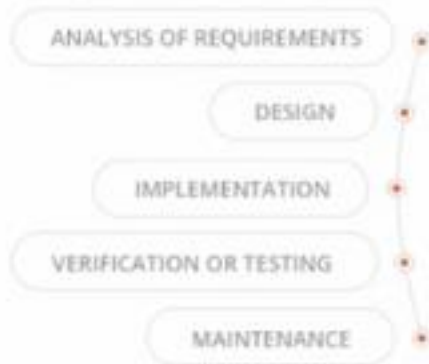 ANALYSIS OF REQUIREMENTS
DESIGN
IMPLEMENTATION
VERIFICATION OR TESTING
MAINTENANCE